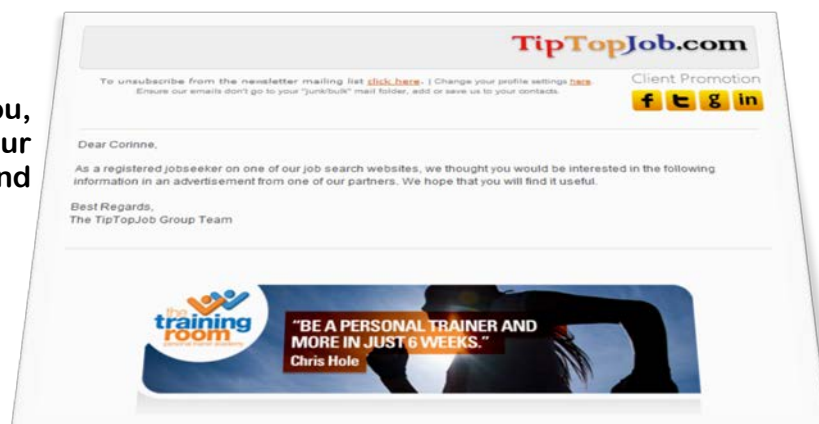 ou,
ur
nd
TipTopJob.com
To unsubscribe from the newsletter mailing list click here. | Change your profile settings here.
Ensure our emails don't go to your "junk/bulk" mail folder, add or save us to your contacts.
Client Promotion
f t g in
Dear Corinne,
As a registered jobseeker on one of our job search websites, we thought you would be interested in the following
information in an advertisement from one of our partners. We hope that you will find it useful.
Best Regards,
The TipTopJob Group Team
the
training
room
personal trainer academy
"BE A PERSONAL TRAINER AND
MORE IN JUST 6 WEEKS."
Chris Hole